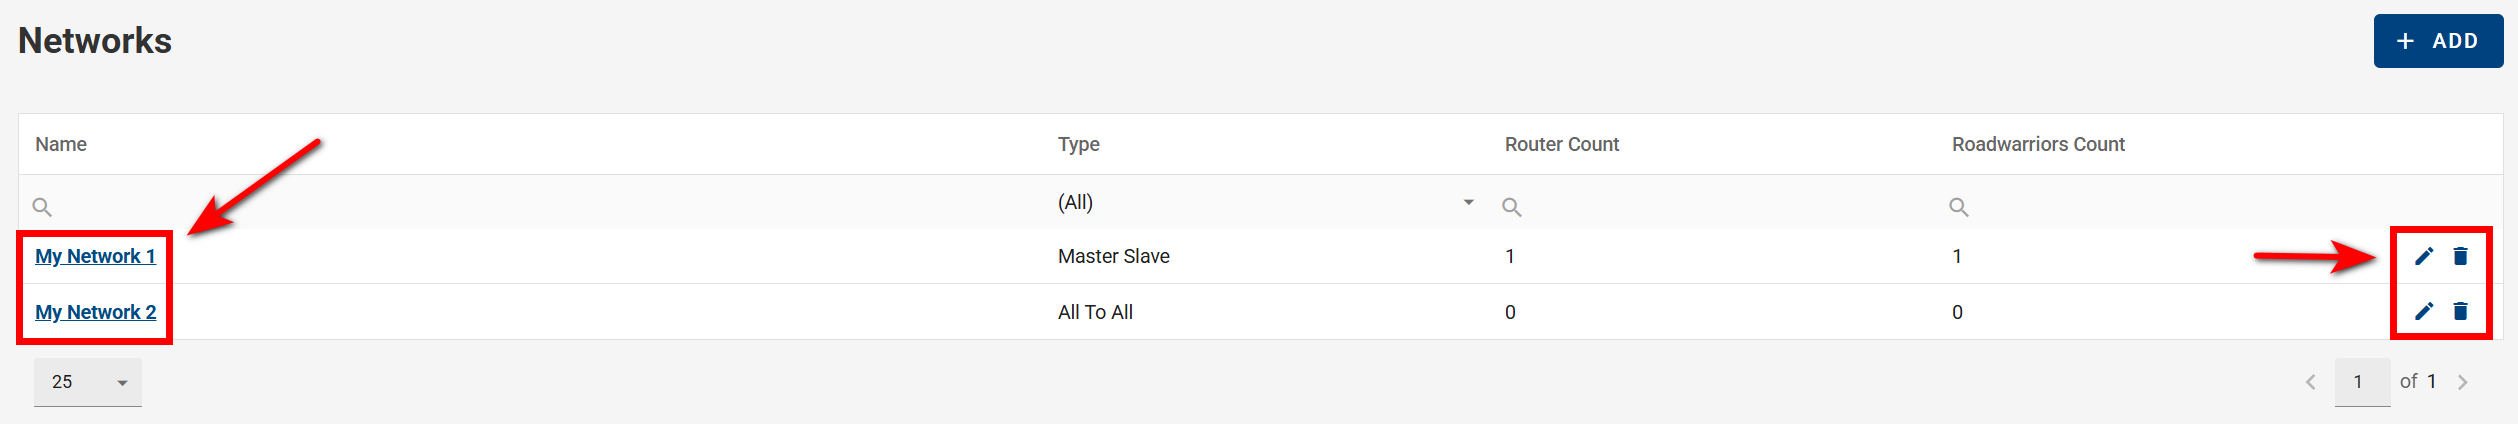 Networks
+ ADD
Name Type Router Count Roadwarriors Count
(All)
My Network 1 Master Slave 1 1
My Network 2 All To All 0 0
25 1 of 1